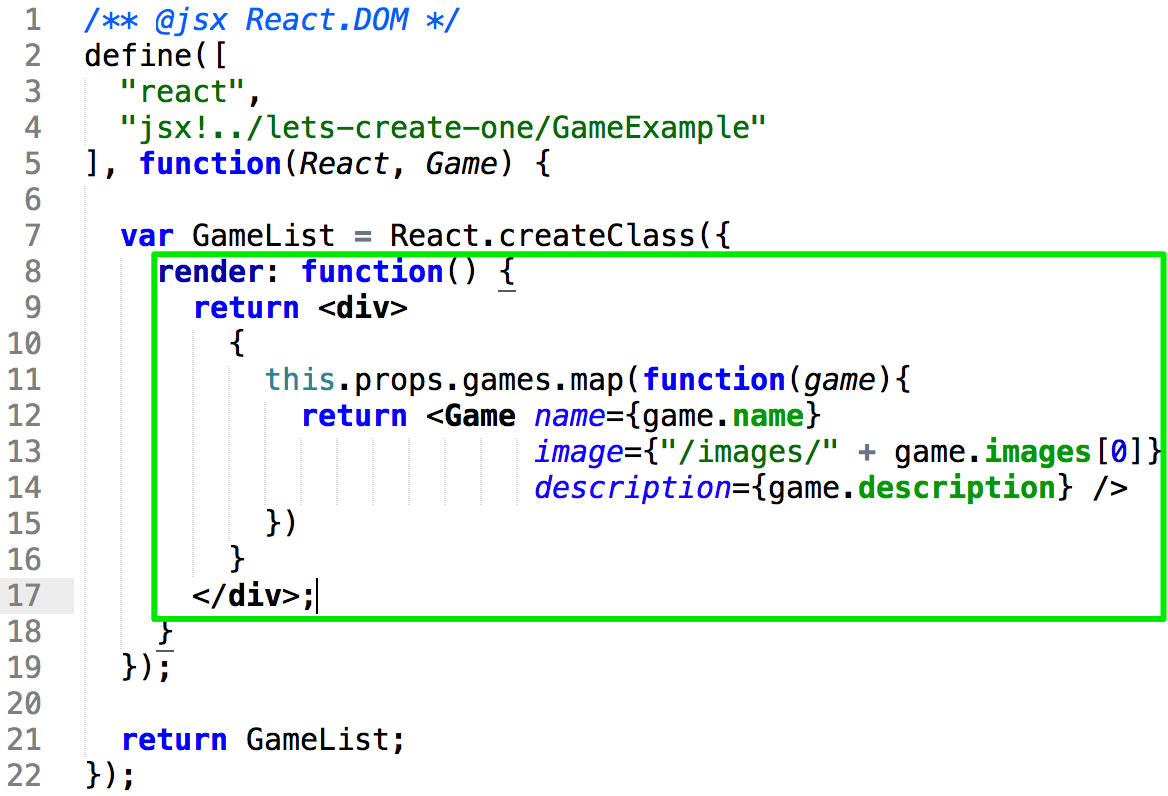 1 /** @jsx React.DOM */
2 define([
3   "react",
4   "jsx!../lets-create-one/GameExample"
5 ], function(React, Game) {
6
7   var GameList = React.createClass({
8     render: function() {
9       return <div>
10         {
11           this.props.games.map(function(game){
12             return <Game name={game.name}
13                          image={"/images/" + game.images[0]}
14                          description={game.description} />
15           })
16         }
17       </div>;
18     }
19   });
20
21   return GameList;
22 });